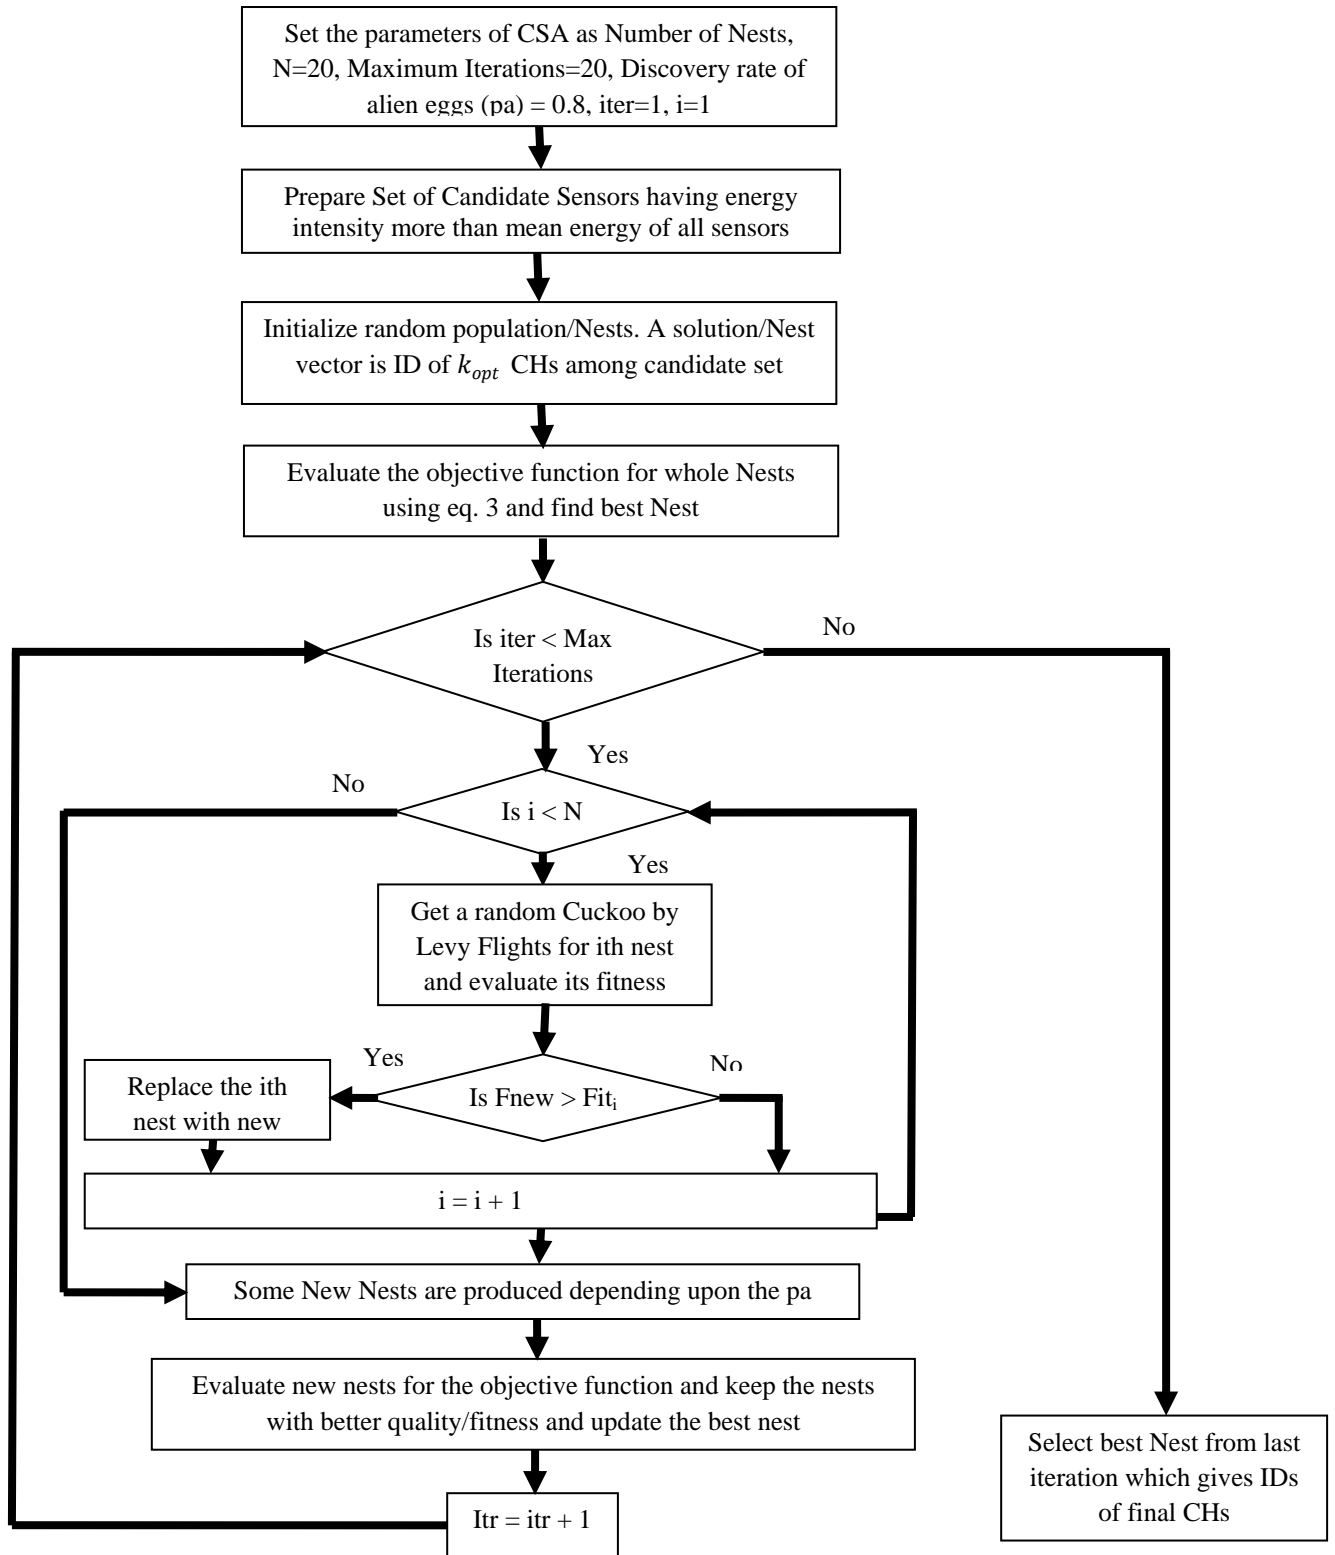 Set the parameters of CSA as Number of Nests,
N=20, Maximum Iterations=20, Discovery rate of
alien eggs (pa) = 0.8, iter=1, i=1
Prepare Set of Candidate Sensors having energy
intensity more than mean energy of all sensors
Initialize random population/Nests. A solution/Nest
vector is ID of k_opt CHs among candidate set
Evaluate the objective function for whole Nests
using eq. 3 and find best Nest
Is iter < Max
Iterations
No
Yes
No
Is i < N
Yes
Get a random Cuckoo by
Levy Flights for ith nest
and evaluate its fitness
Yes
No
Is Fnew > Fit_i
Replace the ith
nest with new
i = i + 1
Some New Nests are produced depending upon the pa
Evaluate new nests for the objective function and keep the nests
with better quality/fitness and update the best nest
Itr = itr + 1
Select best Nest from last
iteration which gives IDs
of final CHs